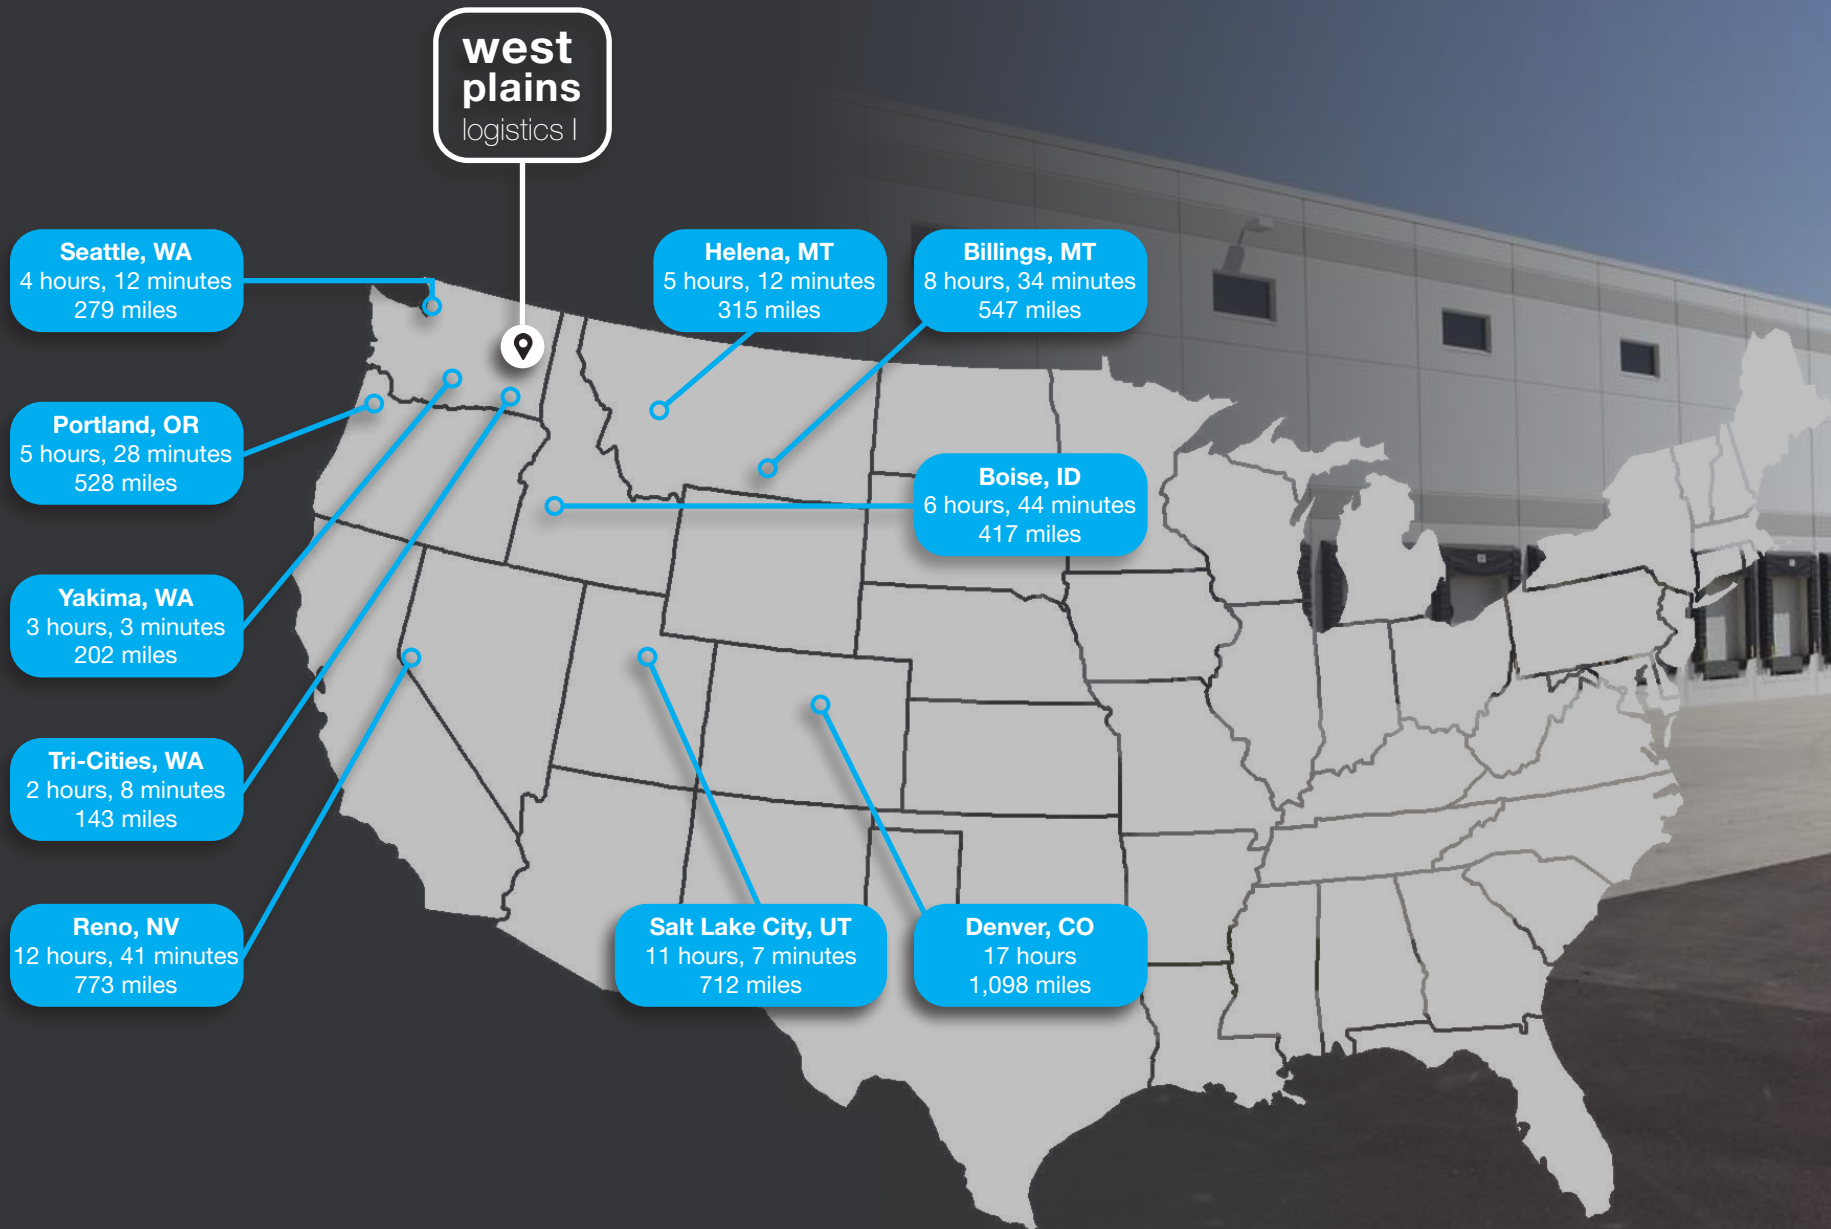 west
plains
logistics I
Seattle, WA
4 hours, 12 minutes
279 miles
Helena, MT
5 hours, 12 minutes
315 miles
Billings, MT
8 hours, 34 minutes
547 miles
Portland, OR
5 hours, 28 minutes
528 miles
Boise, ID
6 hours, 44 minutes
417 miles
Yakima, WA
3 hours, 3 minutes
202 miles
Tri-Cities, WA
2 hours, 8 minutes
143 miles
Reno, NV
12 hours, 41 minutes
773 miles
Salt Lake City, UT
11 hours, 7 minutes
712 miles
Denver, CO
17 hours
1,098 miles